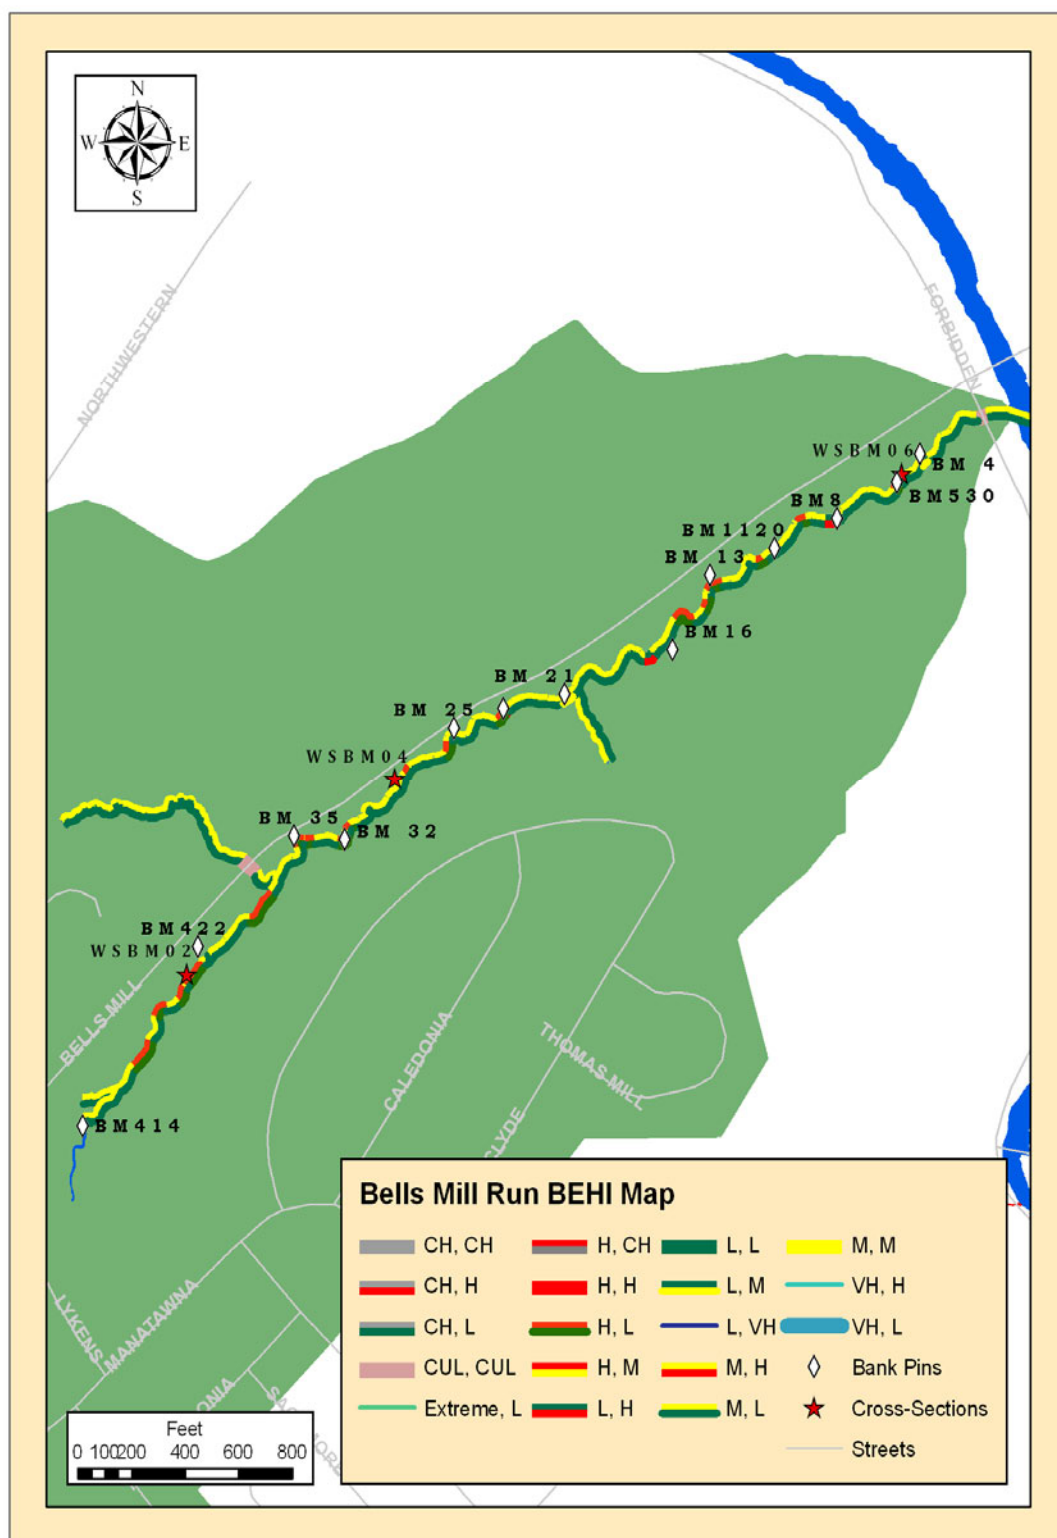 N
W E
S
NORTHWESTERN
FORBIDDEN
WSBM06
BM 4
BM530
BM8
BM1120
BM 13
BM16
BM 21
BM 25
WSBM04
BM 35
BM 32
BM422
WSBM02
BELLS MILL
CALEDONIA
THOMAS MILL
CLYDE
BM414
LYKENS
MANATAWNA
Bells Mill Run BEHI Map
CH, CH H, CH L, L M, M
CH, H H, H L, M VH, H
CH, L H, L L, VH VH, L
CUL, CUL H, M M, H Bank Pins
Extreme, L L, H M, L Cross-Sections
Streets
Feet
0 100 200 400 600 800